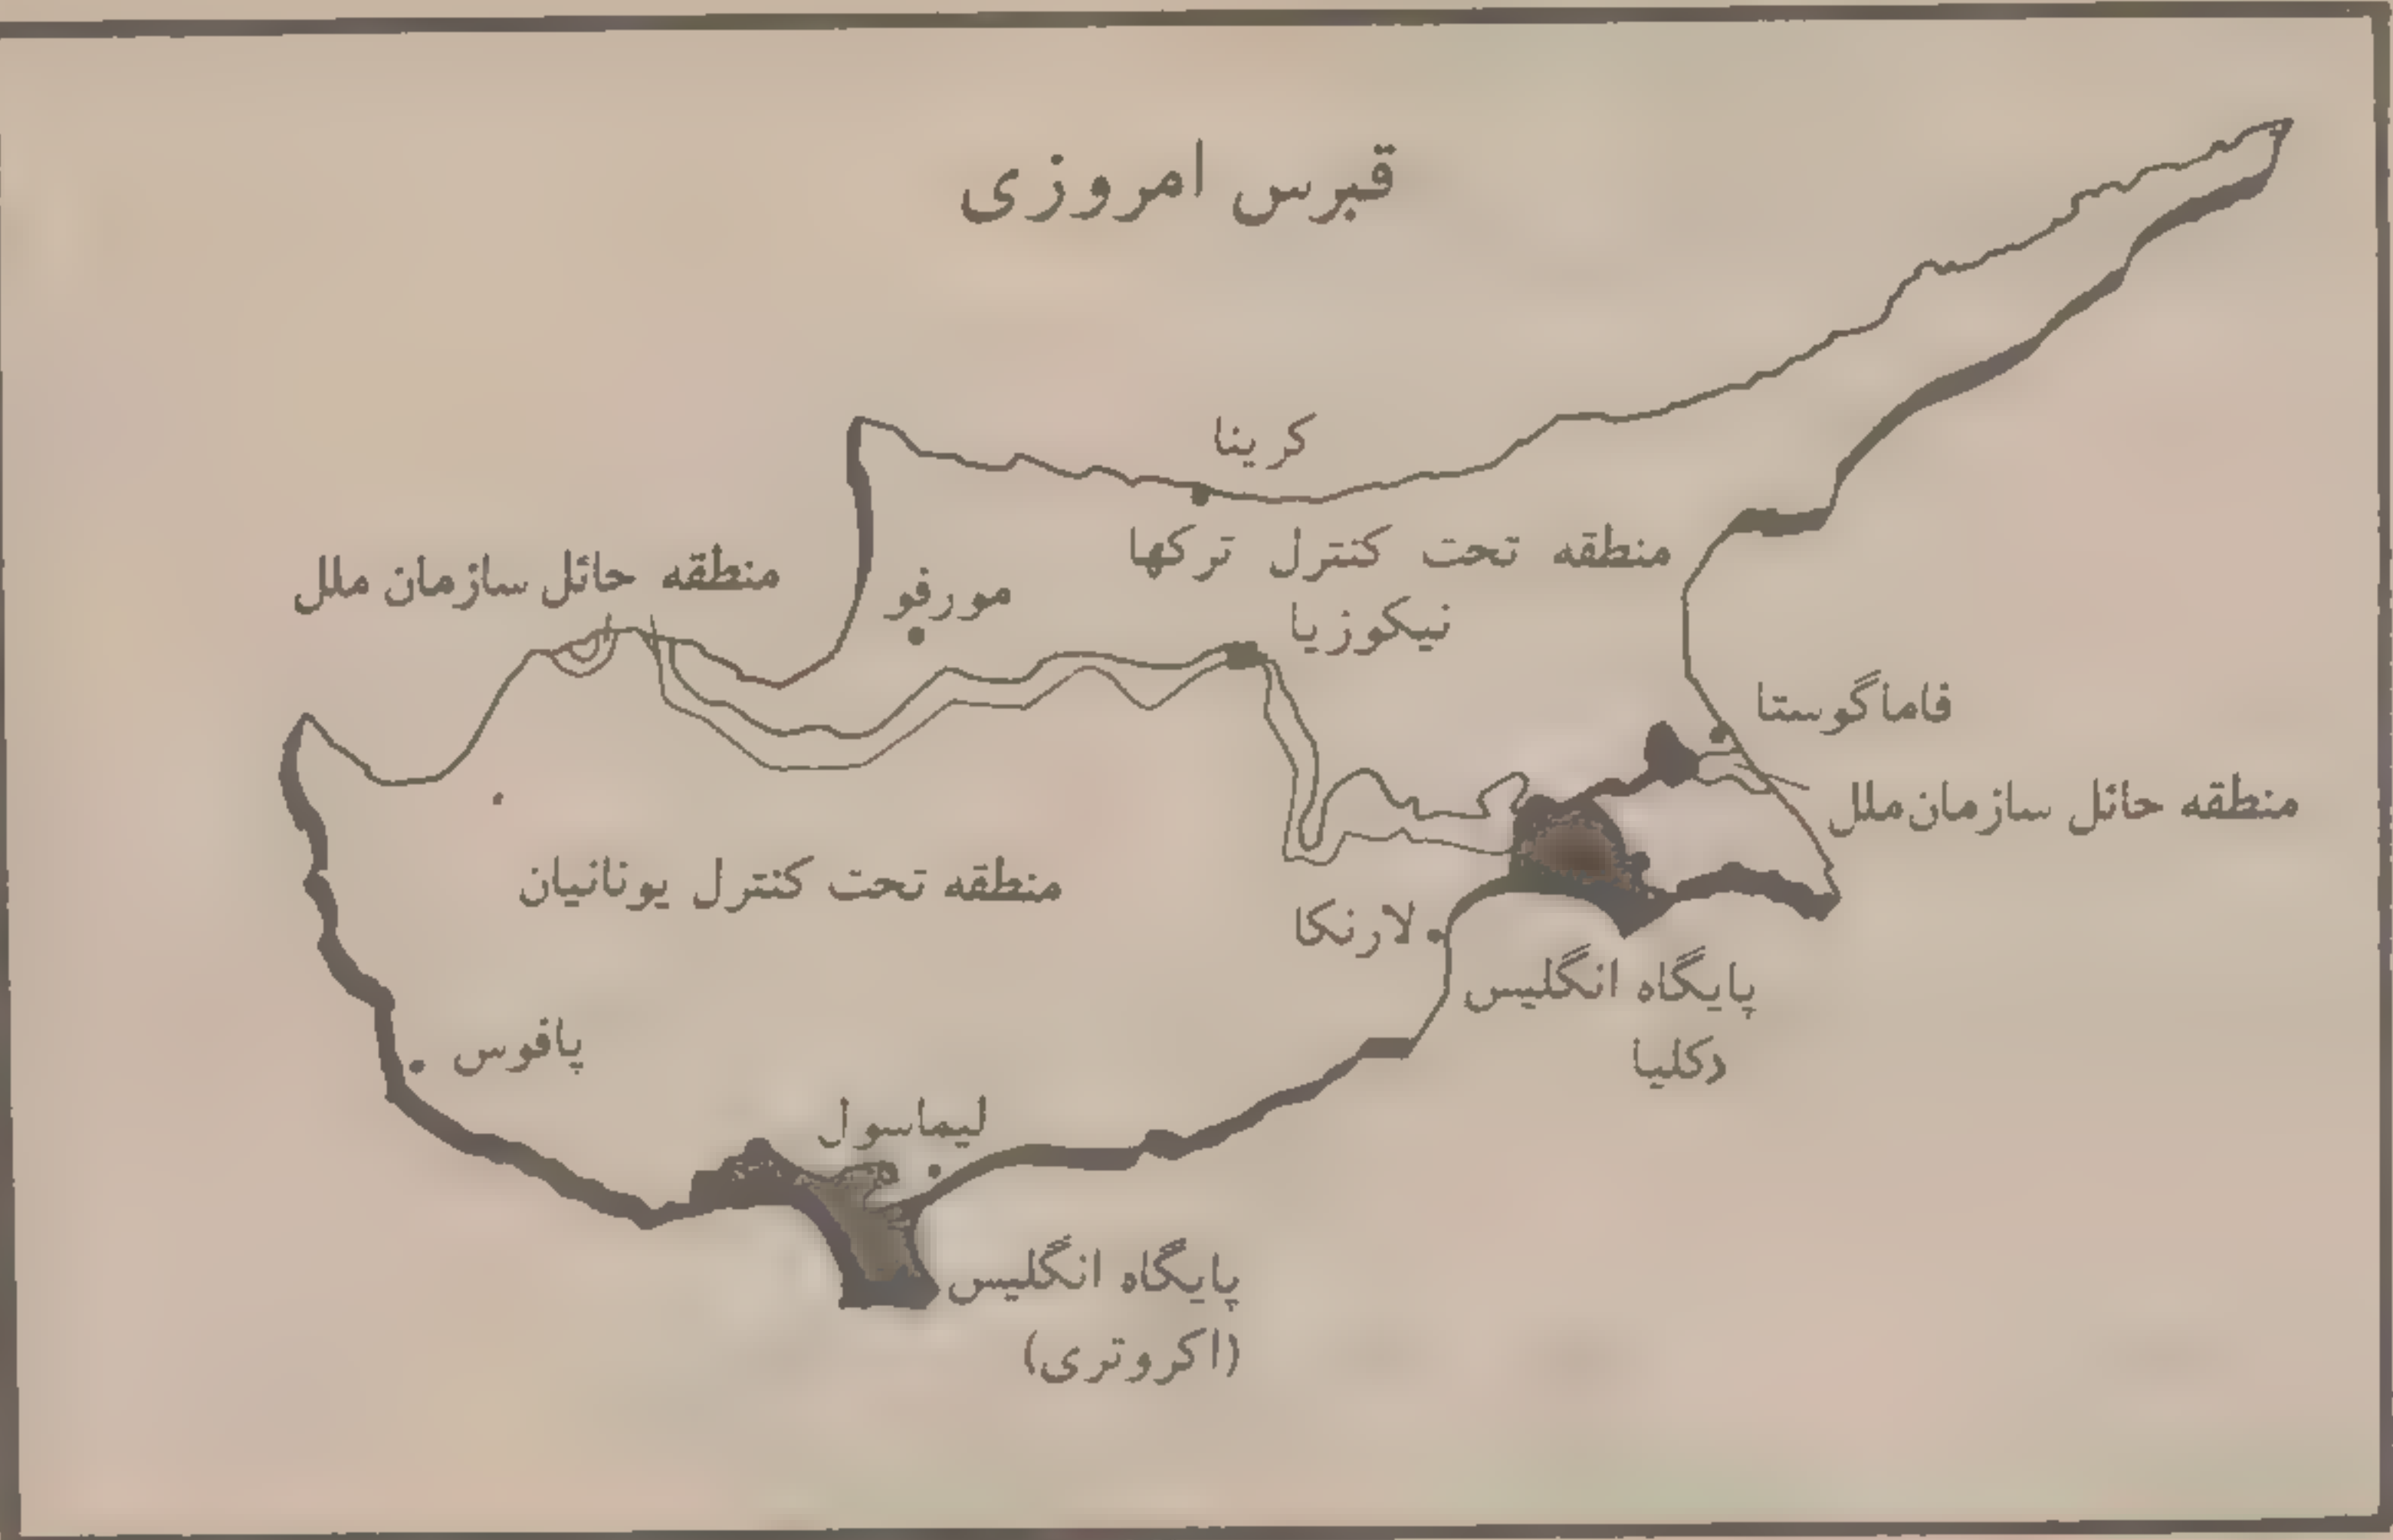 قبرس امروزی
کرینا
منطقه تحت کنترل ترکها
منطقه حائل سازمان ملل
مورفو
نیکوزیا
فاماگوستا
منطقه حائل سازمان ملل
منطقه تحت کنترل یونانیان
لارنکا
پایگاه انگلیس
دکلیا
پافوس
لیماسول
پایگاه انگلیس
(اکروتری)